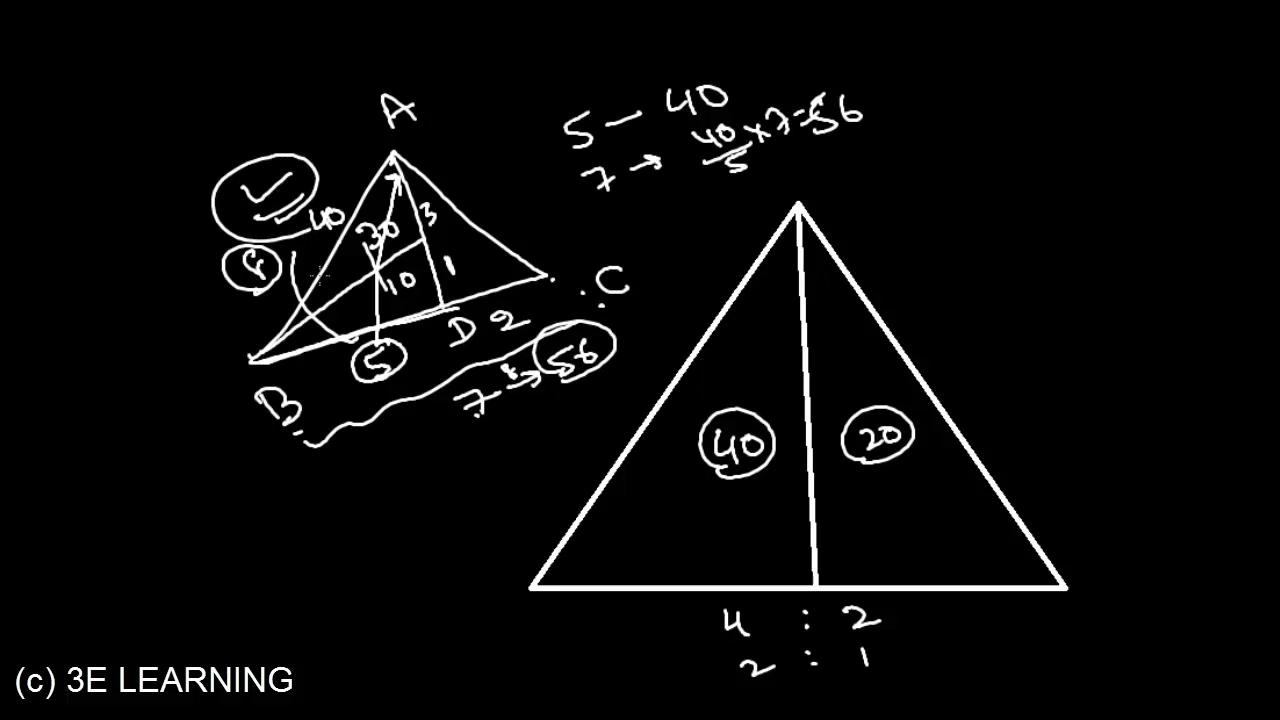 A
5 - 40
7 → 40/5 x 7 = 56
40
30
3
10
1
C
D 2
5
B
7 → 56
40
20
4 : 2
2 : 1
(c) 3E LEARNING